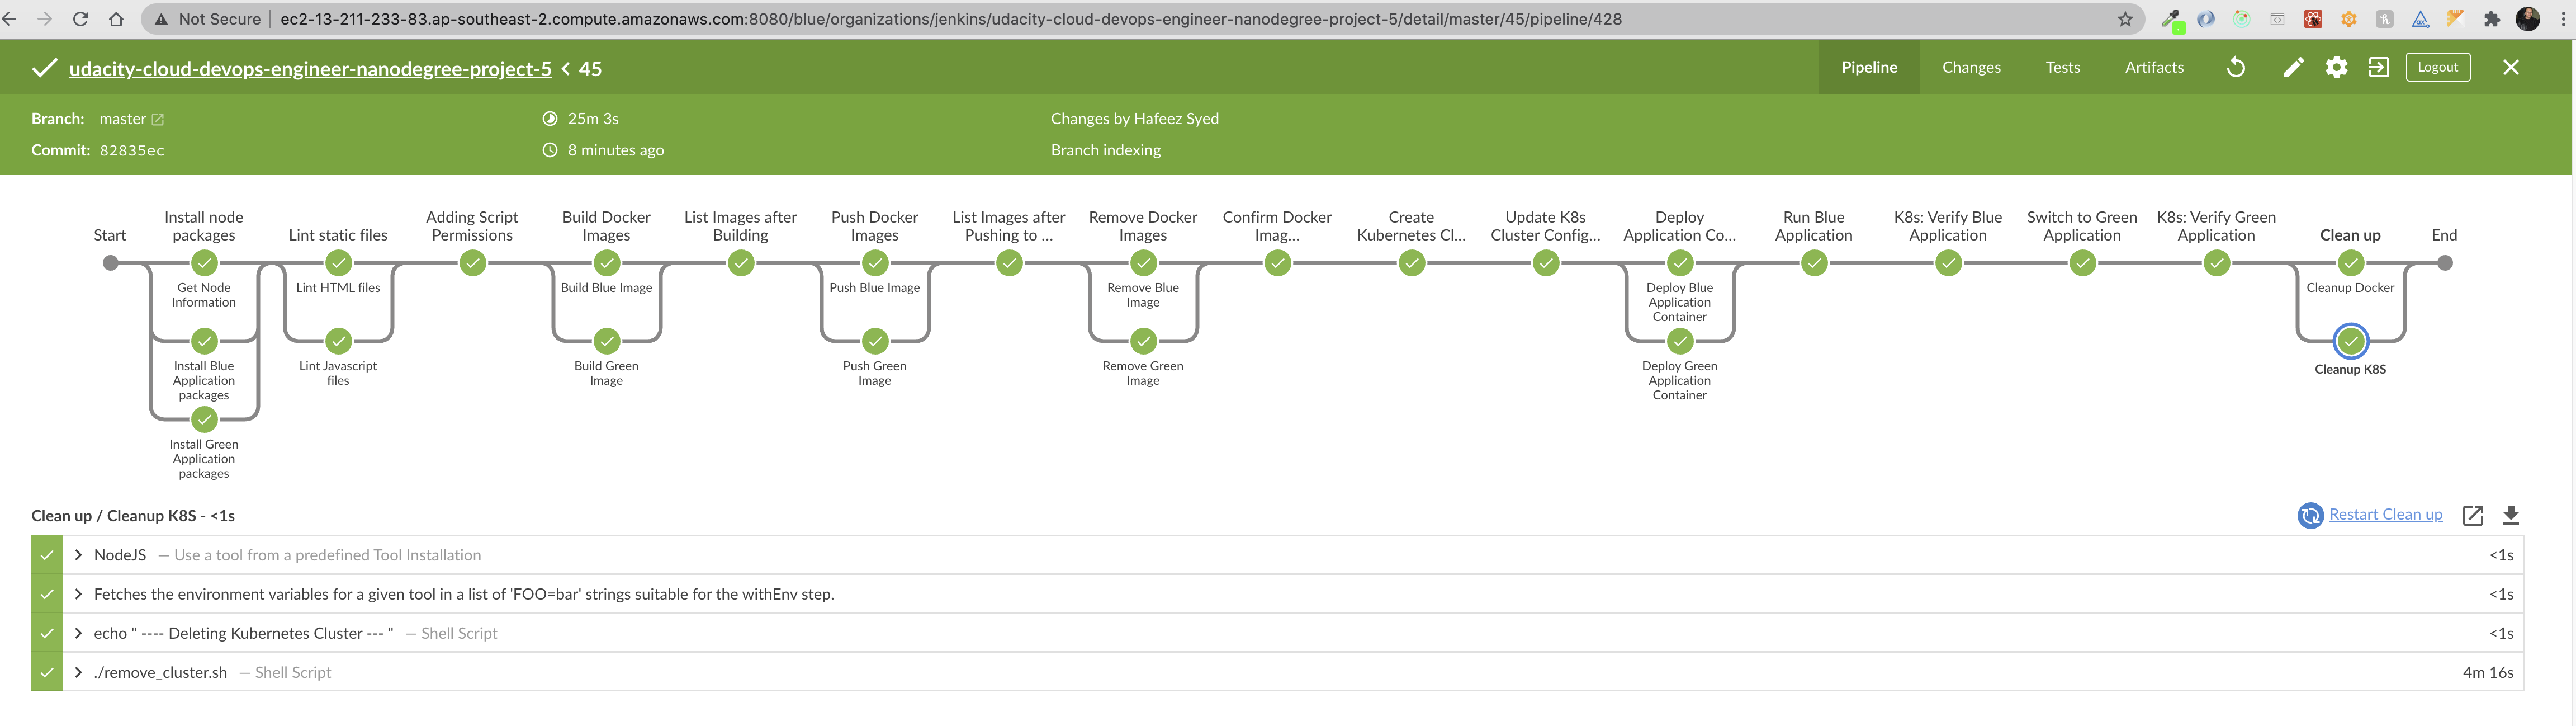 Not Secure | ec2-13-211-233-83.ap-southeast-2.compute.amazonaws.com:8080/blue/organizations/jenkins/udacity-cloud-devops-engineer-nanodegree-project-5/detail/master/45/pipeline/428
udacity-cloud-devops-engineer-nanodegree-project-5 < 45
Pipeline
Changes
Tests
Artifacts
Logout
Branch: master
25m 3s
Changes by Hafeez Syed
Commit: 82835ec
8 minutes ago
Branch indexing
Start
Install node
packages
Lint static files
Adding Script
Permissions
Build Docker
Images
List Images after
Building
Push Docker
Images
List Images after
Pushing to ...
Remove Docker
Images
Confirm Docker
Imag...
Create
Kubernetes Cl...
Update K8s
Cluster Config...
Deploy
Application Co...
Run Blue
Application
K8s: Verify Blue
Application
Switch to Green
Application
K8s: Verify Green
Application
Clean up
End
Get Node
Information
Lint HTML files
Build Blue Image
Push Blue Image
Remove Blue
Image
Deploy Blue
Application
Container
Cleanup Docker
Install Blue
Application
packages
Lint Javascript
files
Build Green
Image
Push Green
Image
Remove Green
Image
Deploy Green
Application
Container
Cleanup K8S
Install Green
Application
packages
Clean up / Cleanup K8S - <1s
Restart Clean up
NodeJS — Use a tool from a predefined Tool Installation <1s
Fetches the environment variables for a given tool in a list of 'FOO=bar' strings suitable for the withEnv step. <1s
echo " ---- Deleting Kubernetes Cluster --- " — Shell Script <1s
./remove_cluster.sh — Shell Script 4m 16s